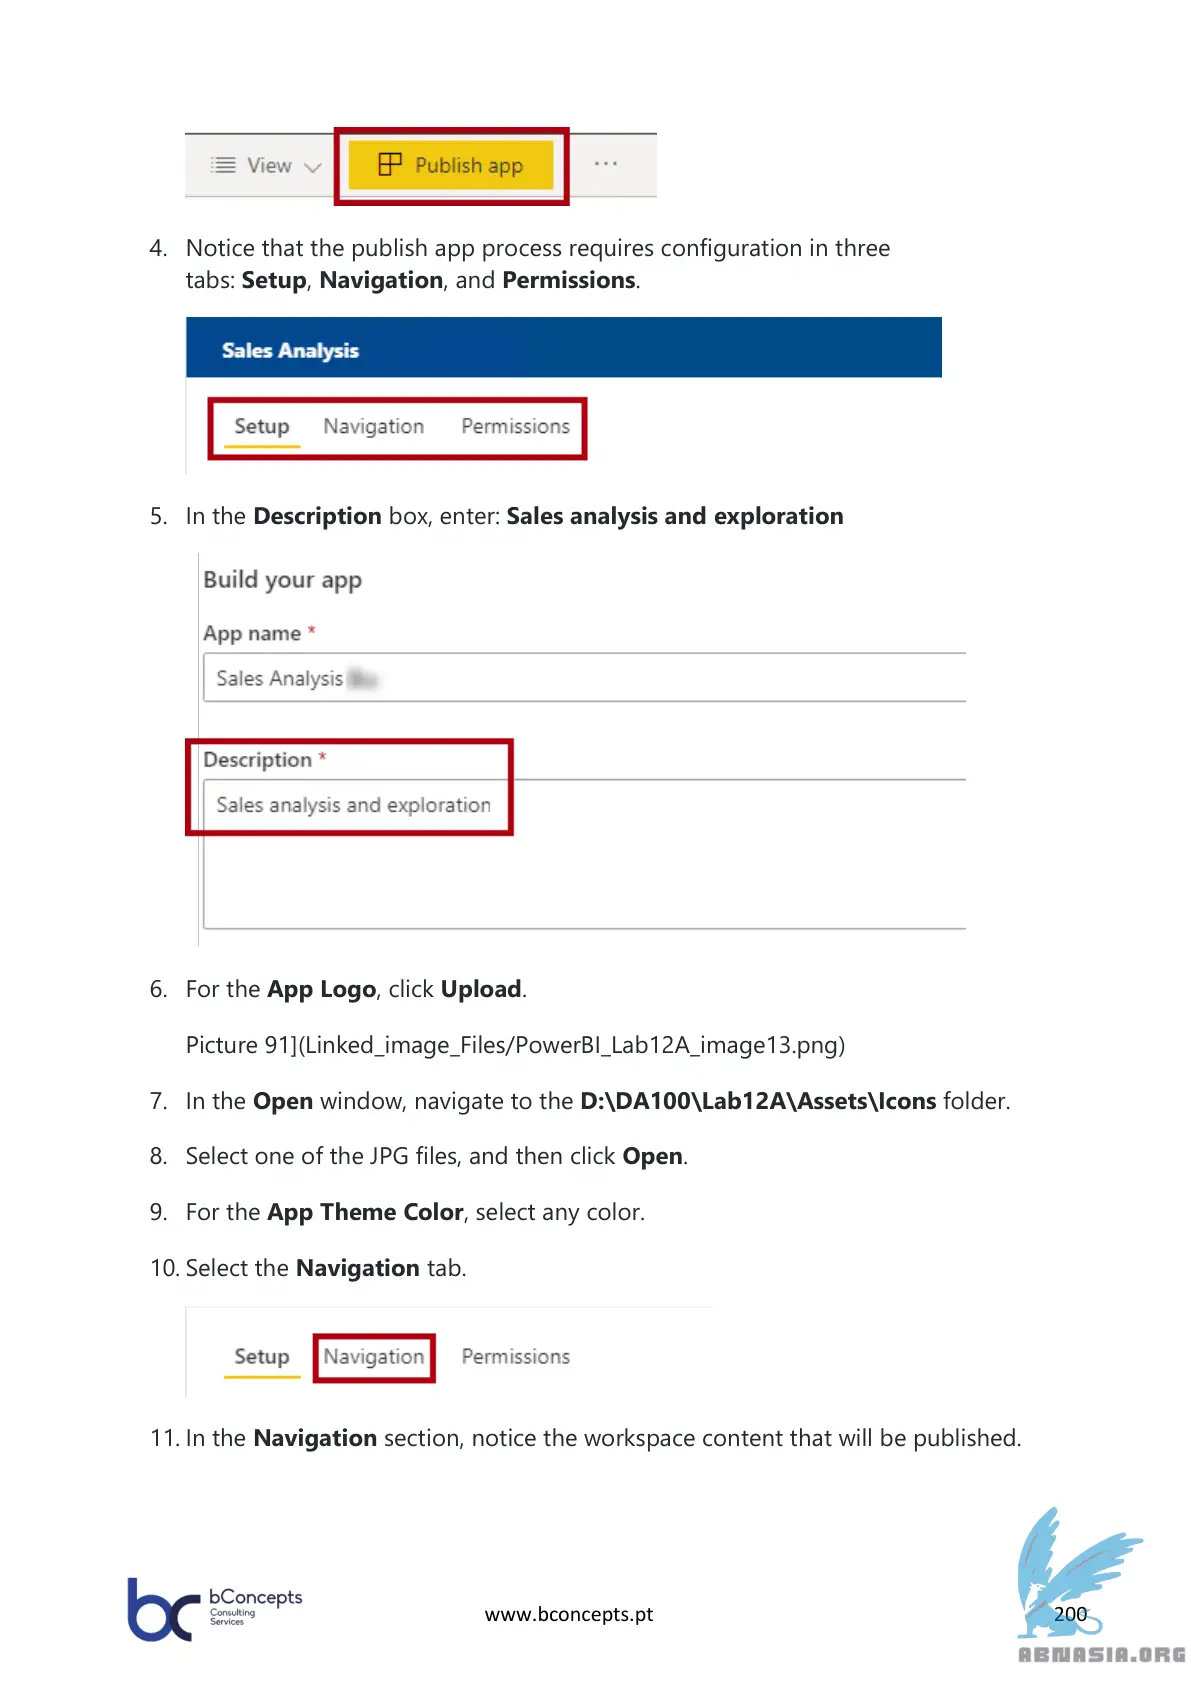 View
Publish app
...
4. Notice that the publish app process requires configuration in three
tabs: Setup, Navigation, and Permissions.
Sales Analysis
Setup Navigation Permissions
5. In the Description box, enter: Sales analysis and exploration
Build your app
App name *
Sales Analysis
Description *
Sales analysis and exploration
6. For the App Logo, click Upload.
Picture 91](Linked_image_Files/PowerBI_Lab12A_image13.png)
7. In the Open window, navigate to the D:\DA100\Lab12A\Assets\Icons folder.
8. Select one of the JPG files, and then click Open.
9. For the App Theme Color, select any color.
10. Select the Navigation tab.
Setup Navigation Permissions
11. In the Navigation section, notice the workspace content that will be published.
bc bConcepts
Consulting
Services
www.bconcepts.pt
200
ABNASIA.ORG